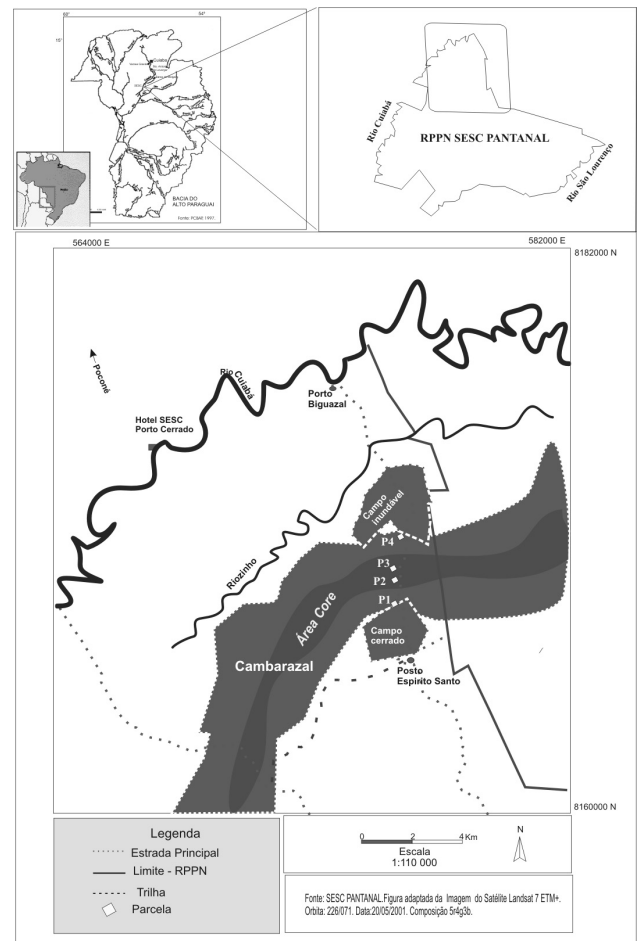 60°
54°
15°
Cuiabá
BACIA DO
ALTO PARAGUAI
Fonte: PCBAP, 1997.
Rio Cuiabá
RPPN SESC PANTANAL
Rio São Lourenço
564000 E
582000 E
8182000 N
Poconé
Rio Cuiabá
Porto
Biguazal
Hotel SESC
Porto Cerrado
Campo
inundável
P4
Riozinho
P3
P2
Área Core
P1
Campo
cerrado
Cambarazal
Posto
Espirito Santo
8160000 N
Legenda
Estrada Principal
Limite - RPPN
Trilha
Parcela
0 2 4 Km
Escala
1:110 000
N
Fonte: SESC PANTANAL.Figura adaptada da Imagem do Satélite Landsat 7 ETM+.
Orbita: 226/071. Data:20/05/2001. Composição 5r4g3b.